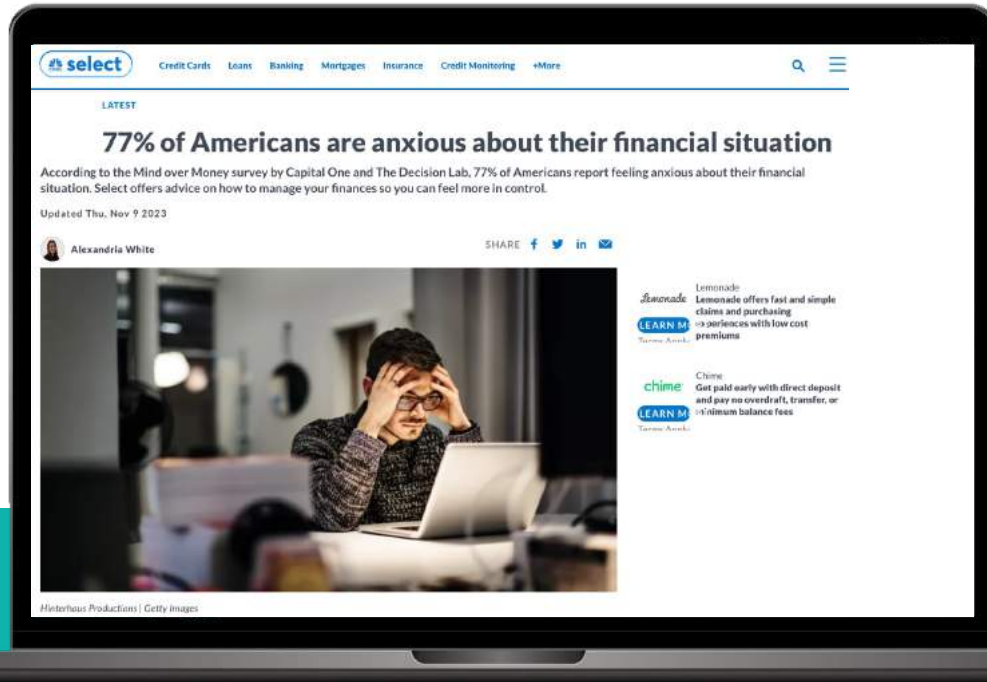 select
Credit Cards Loans Banking Mortgages Insurance Credit Monitoring +More
LATEST
77% of Americans are anxious about their financial situation
According to the Mind over Money survey by Capital One and The Decision Lab, 77% of Americans report feeling anxious about their financial
situation. Select offers advice on how to manage your finances so you can feel more in control.
Updated Thu, Nov 9 2023
Alexandria White
SHARE f in
Lemonade
Lemonade
Lemonade offers fast and simple
claims and purchasing
LEARN M
periences with low cost
premiums
Chime
chime
Get paid early with direct deposit
and pay no overdraft, transfer, or
LEARN M
inimum balance fees
Hinterhaus Productions | Getty Images